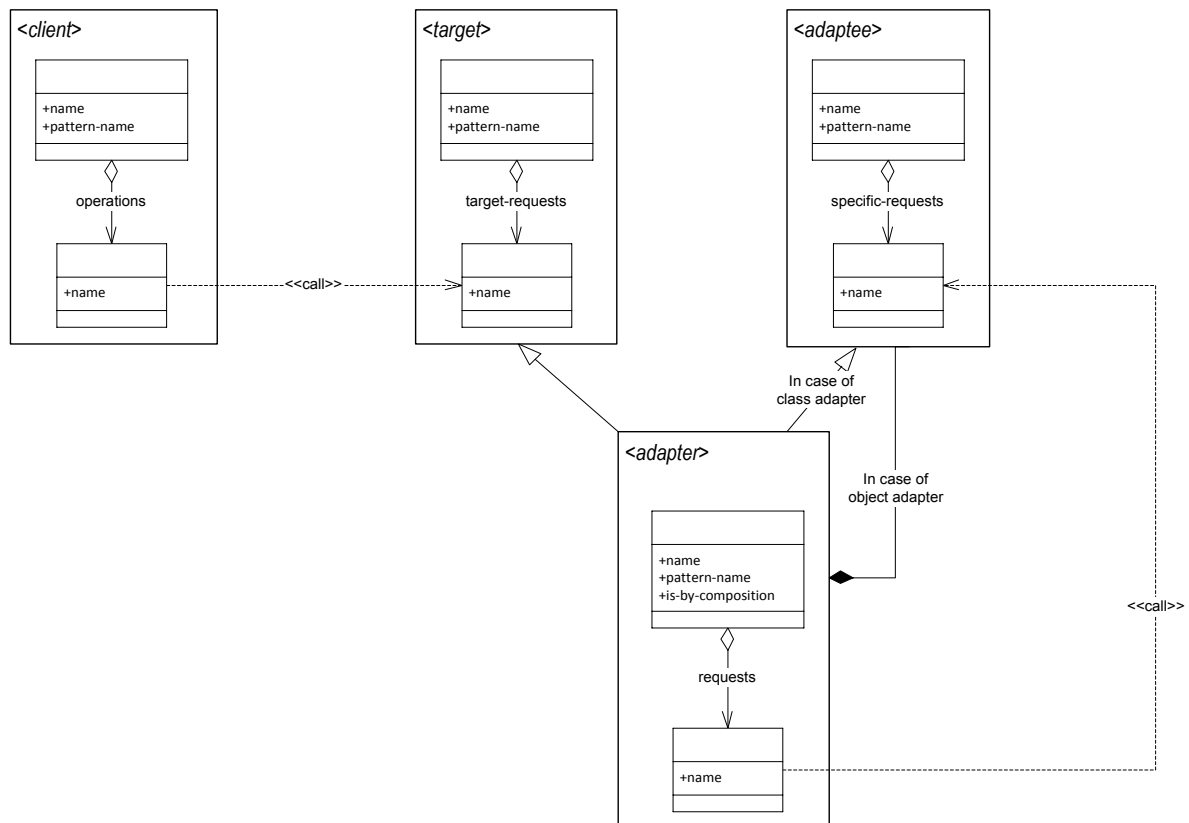 <client>
+name
+pattern-name
operations
+name
<<call>>
<target>
+name
+pattern-name
target-requests
+name
<adaptee>
+name
+pattern-name
specific-requests
+name
In case of
class adapter
In case of
object adapter
<adapter>
+name
+pattern-name
+is-by-composition
requests
+name
<<call>>